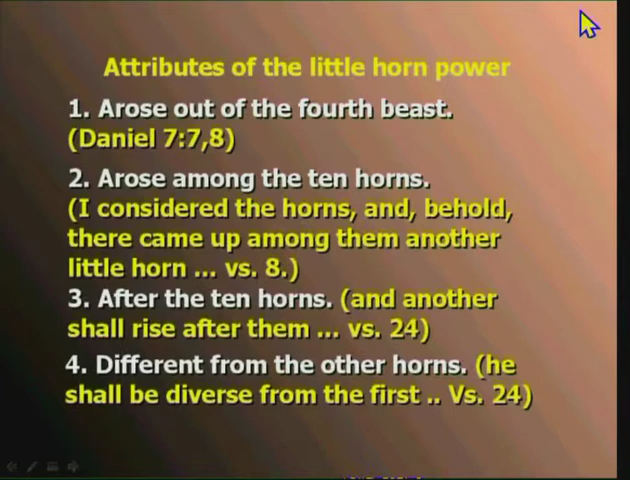 Attributes of the little horn power
1. Arose out of the fourth beast.
(Daniel 7:7,8)
2. Arose among the ten horns.
(I considered the horns, and, behold,
there came up among them another
little horn ... vs. 8.)
3. After the ten horns. (and another
shall rise after them ... vs. 24)
4. Different from the other horns. (he
shall be diverse from the first .. Vs. 24)